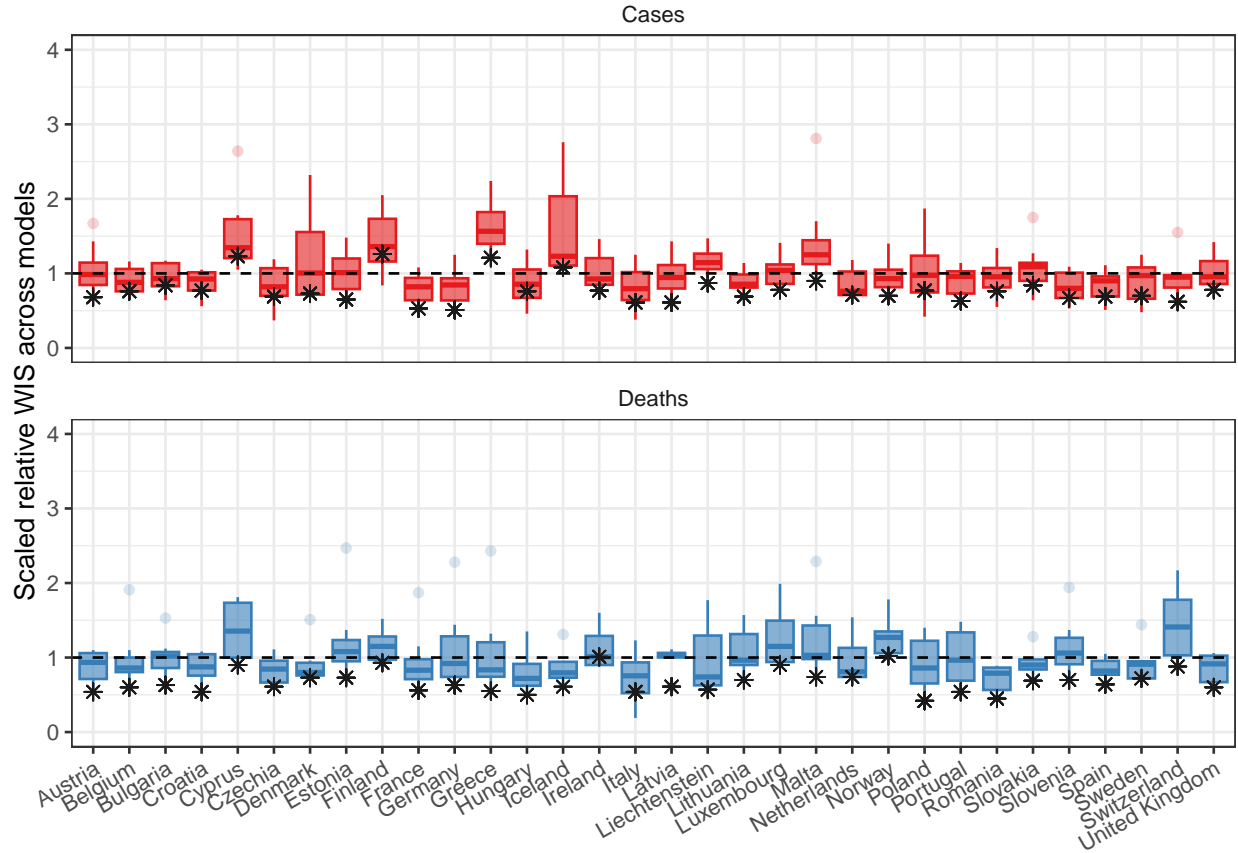 Cases
4
3
2
1
0
Scaled relative WIS across models
Deaths
4
3
2
1
0
Austria
Belgium
Bulgaria
Croatia
Cyprus
Czechia
Denmark
Estonia
Finland
France
Germany
Greece
Hungary
Iceland
Ireland
Italy
Latvia
Liechtenstein
Lithuania
Luxembourg
Malta
Netherlands
Norway
Poland
Portugal
Romania
Slovakia
Slovenia
Spain
Sweden
Switzerland
United Kingdom